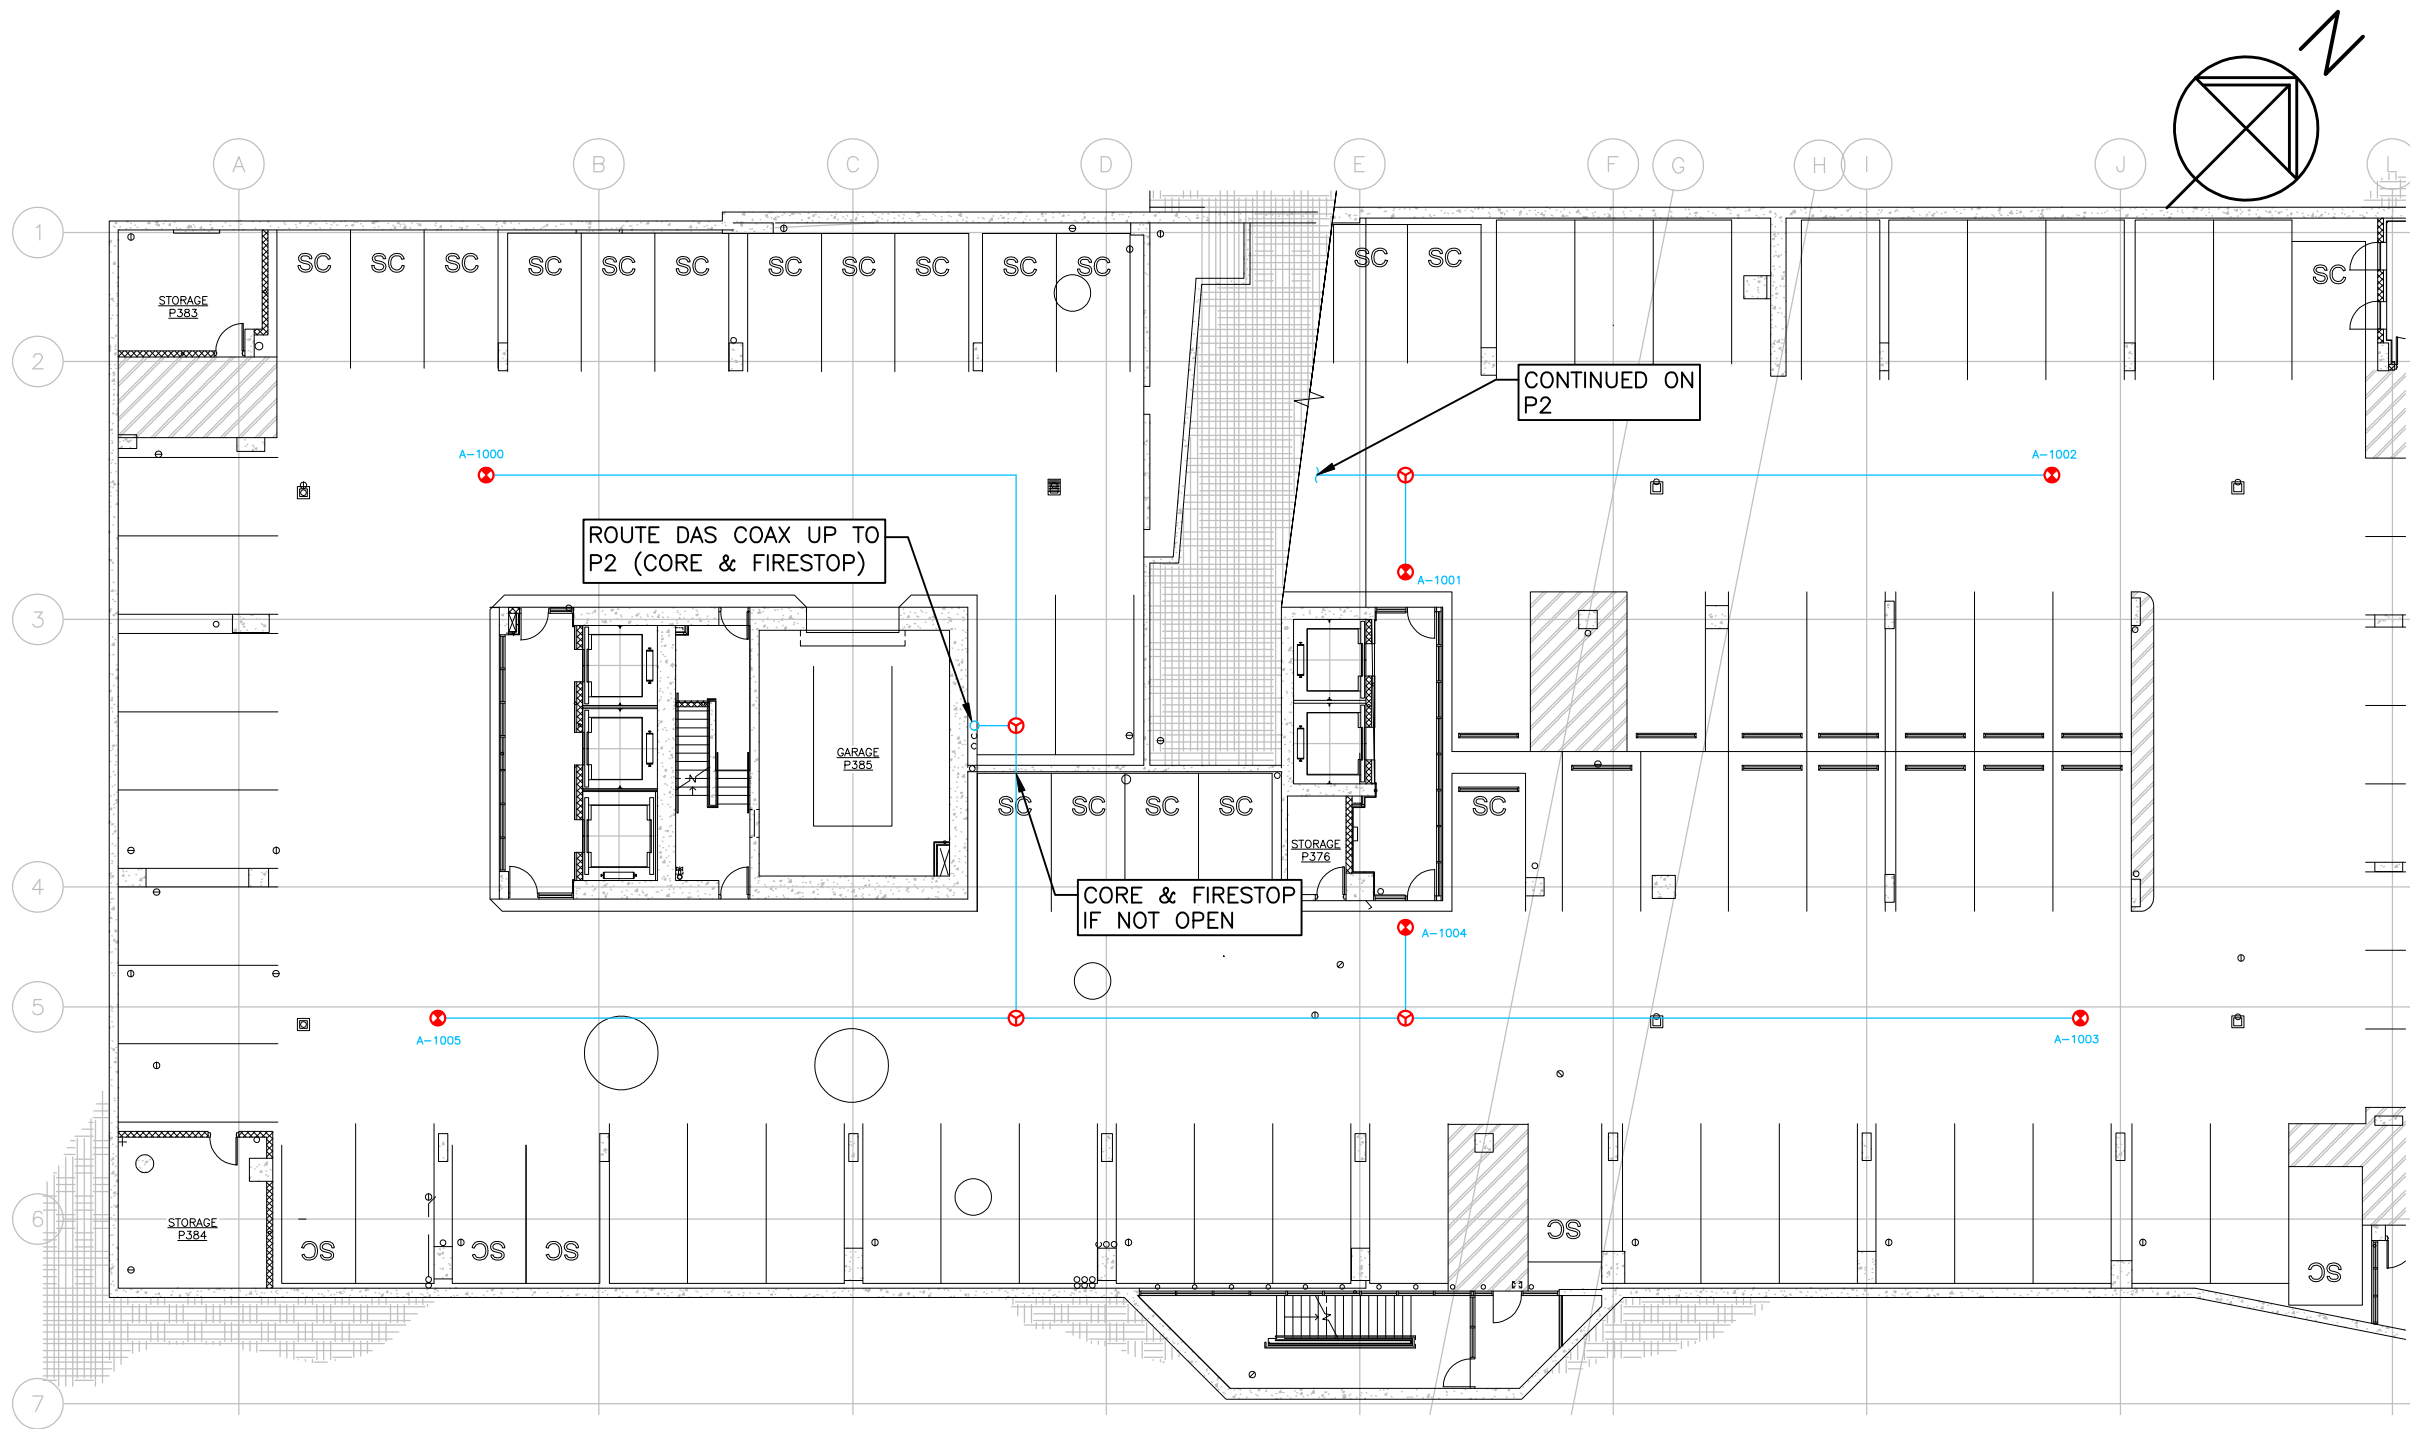 N
A B C D E F G H I J L
1
SC SC SC SC SC SC SC SC SC SC SC SC SC SC
STORAGE
P383
2
CONTINUED ON
P2
A-1000
A-1002
ROUTE DAS COAX UP TO
P2 (CORE & FIRESTOP)
A-1001
3
GARAGE
P385
SC SC SC SC SC
STORAGE
P376
4
CORE & FIRESTOP
IF NOT OPEN
A-1004
5
A-1005
A-1003
6
STORAGE
P384
SC SC SC SC SC
7